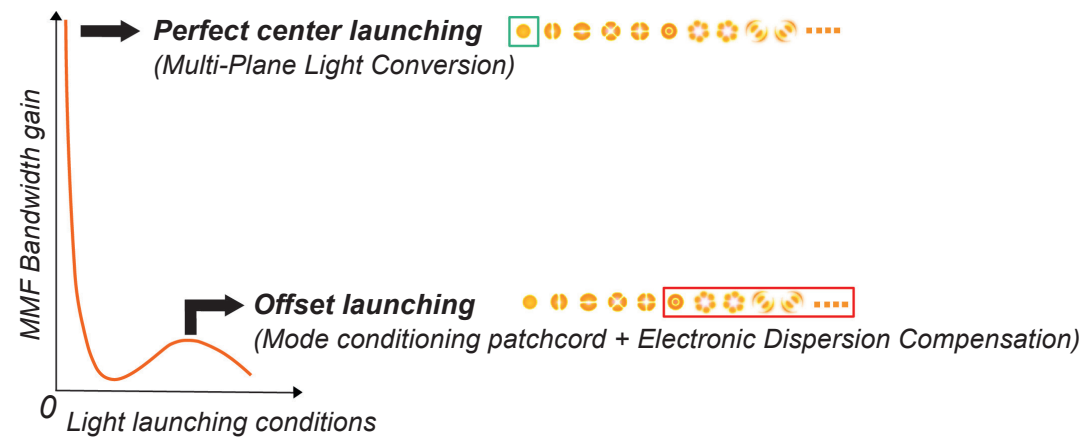 Perfect center launching
(Multi-Plane Light Conversion)
MMF Bandwidth gain
Offset launching
(Mode conditioning patchcord + Electronic Dispersion Compensation)
0
Light launching conditions